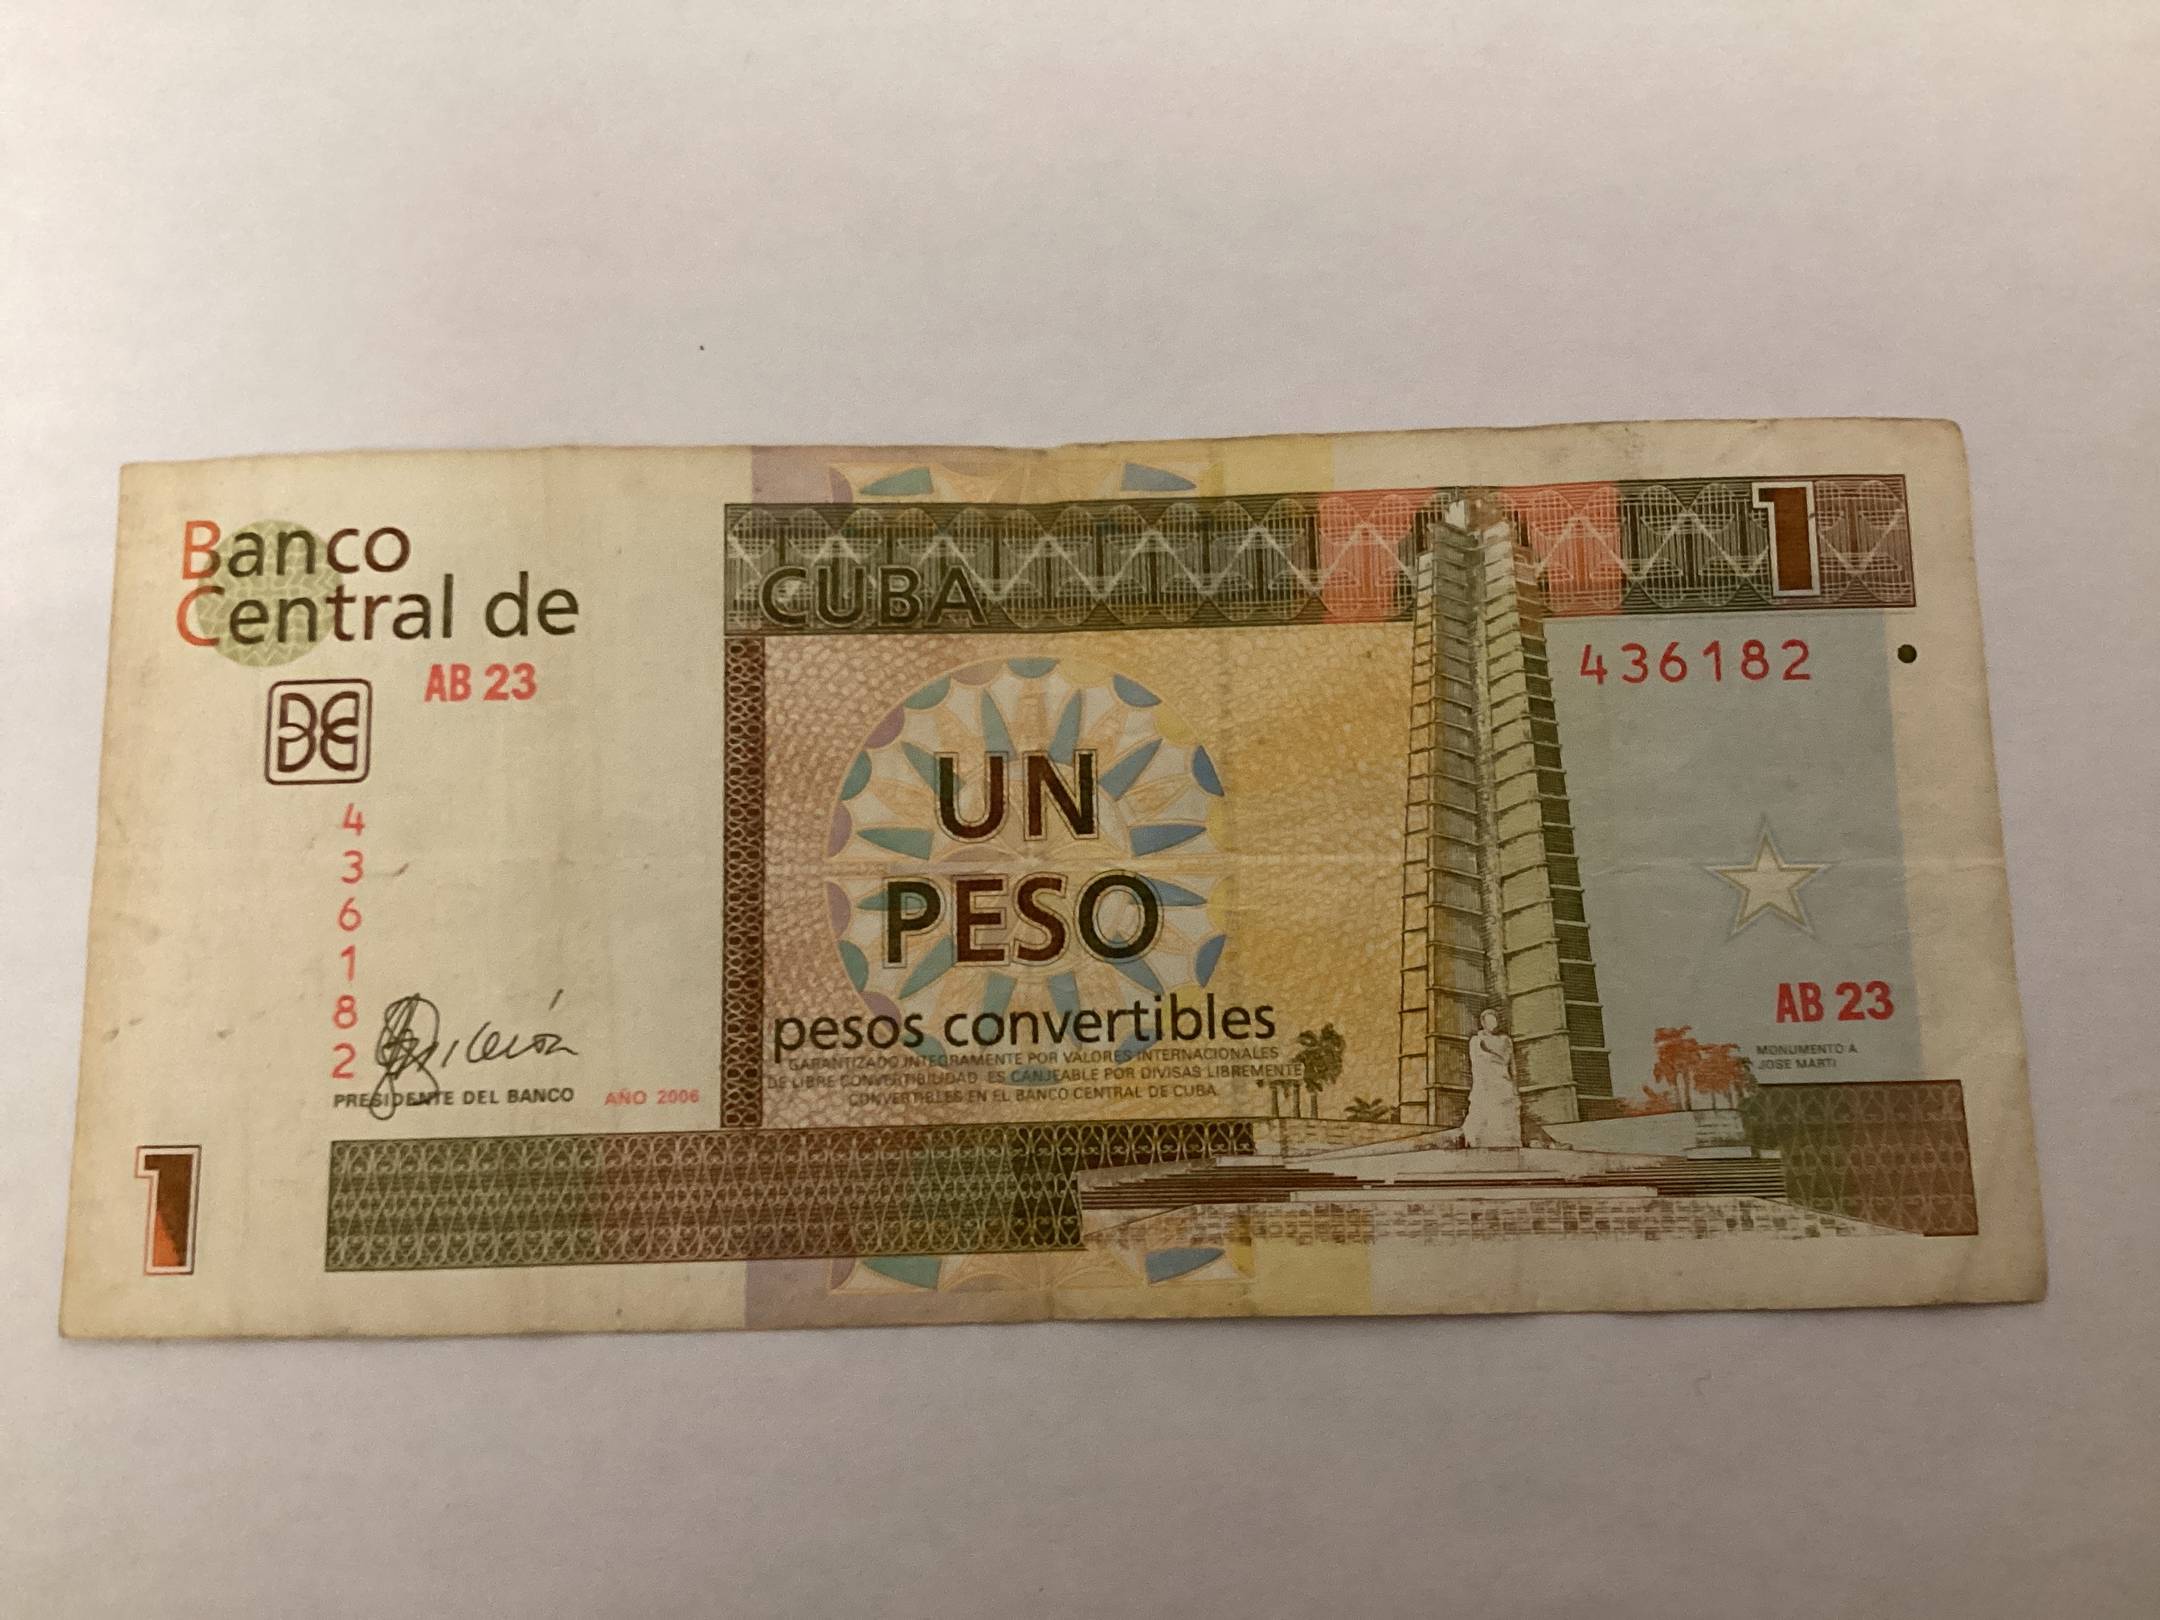 Banco
Central de
AB 23
4
3
6
1
8
2
PRESIDENTE DEL BANCO
AÑO 2006
1
CUBA
1
436182
UN
PESO
pesos convertibles
GARANTIZADO INTEGRAMENTE POR VALORES INTERNACIONALES
DE LIBRE CONVERTIBILIDAD ES CANJEABLE POR DIVISAS LIBREMENTE
CONVERTIBLES EN EL BANCO CENTRAL DE CUBA
AB 23
MONUMENTO A
JOSE MARTI